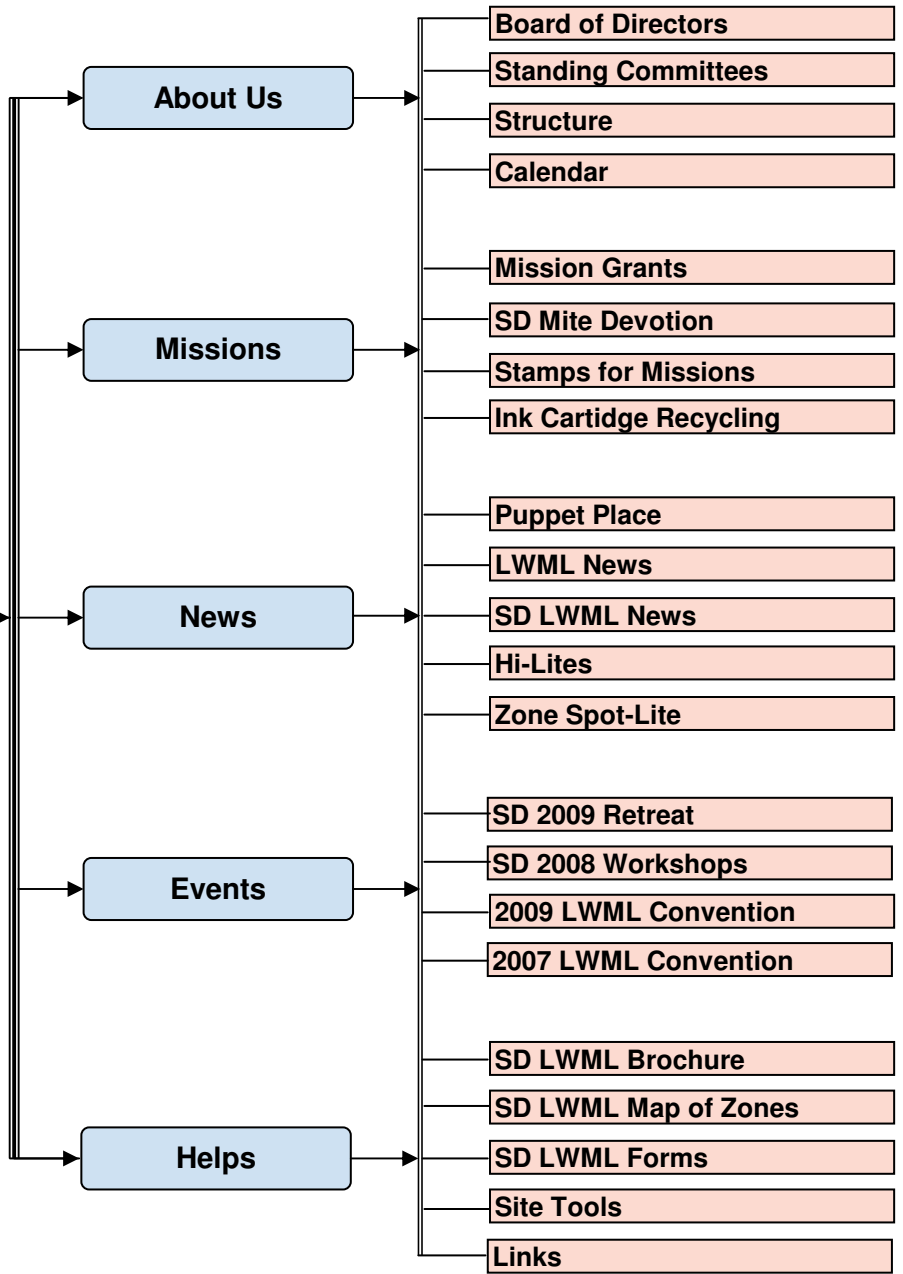 About Us
Board of Directors
Standing Committees
Structure
Calendar
Missions
Mission Grants
SD Mite Devotion
Stamps for Missions
Ink Cartidge Recycling
News
Puppet Place
LWML News
SD LWML News
Hi-Lites
Zone Spot-Lite
Events
SD 2009 Retreat
SD 2008 Workshops
2009 LWML Convention
2007 LWML Convention
Helps
SD LWML Brochure
SD LWML Map of Zones
SD LWML Forms
Site Tools
Links